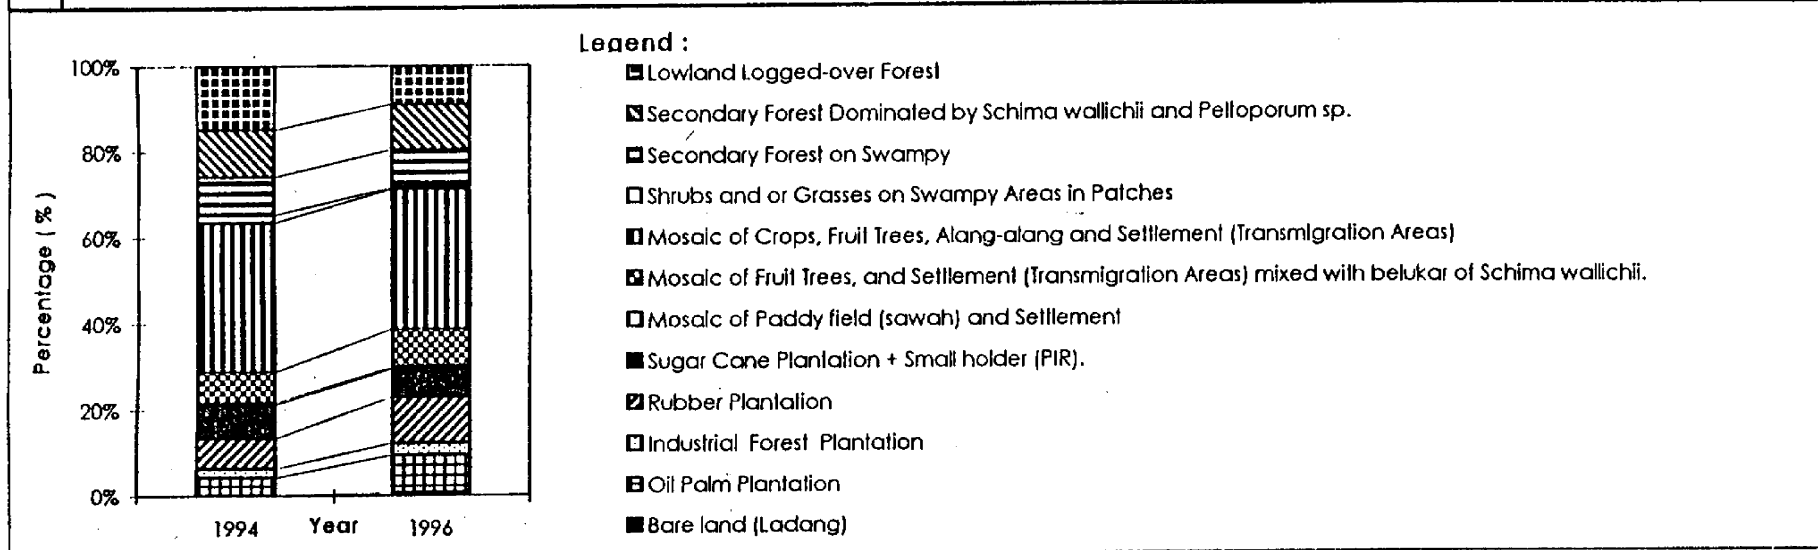 Legend :
100%
80%
60%
40%
20%
0%
Percentage (%)
1994
Year
1996
Lowland Logged-over Forest
Secondary Forest Dominated by Schima wallichii and Pelloporum sp.
Secondary Forest on Swampy
Shrubs and or Grasses on Swampy Areas in Patches
Mosaic of Crops, Fruit Trees, Alang-alang and Settlement (Transmigration Areas)
Mosaic of Fruit Trees, and Settlement (Transmigration Areas) mixed with belukar of Schima wallichii.
Mosaic of Paddy field (sawah) and Settlement
Sugar Cane Plantation + Small holder (PIR).
Rubber Plantation
Industrial Forest Plantation
Oil Palm Plantation
Bare land (Ladang)